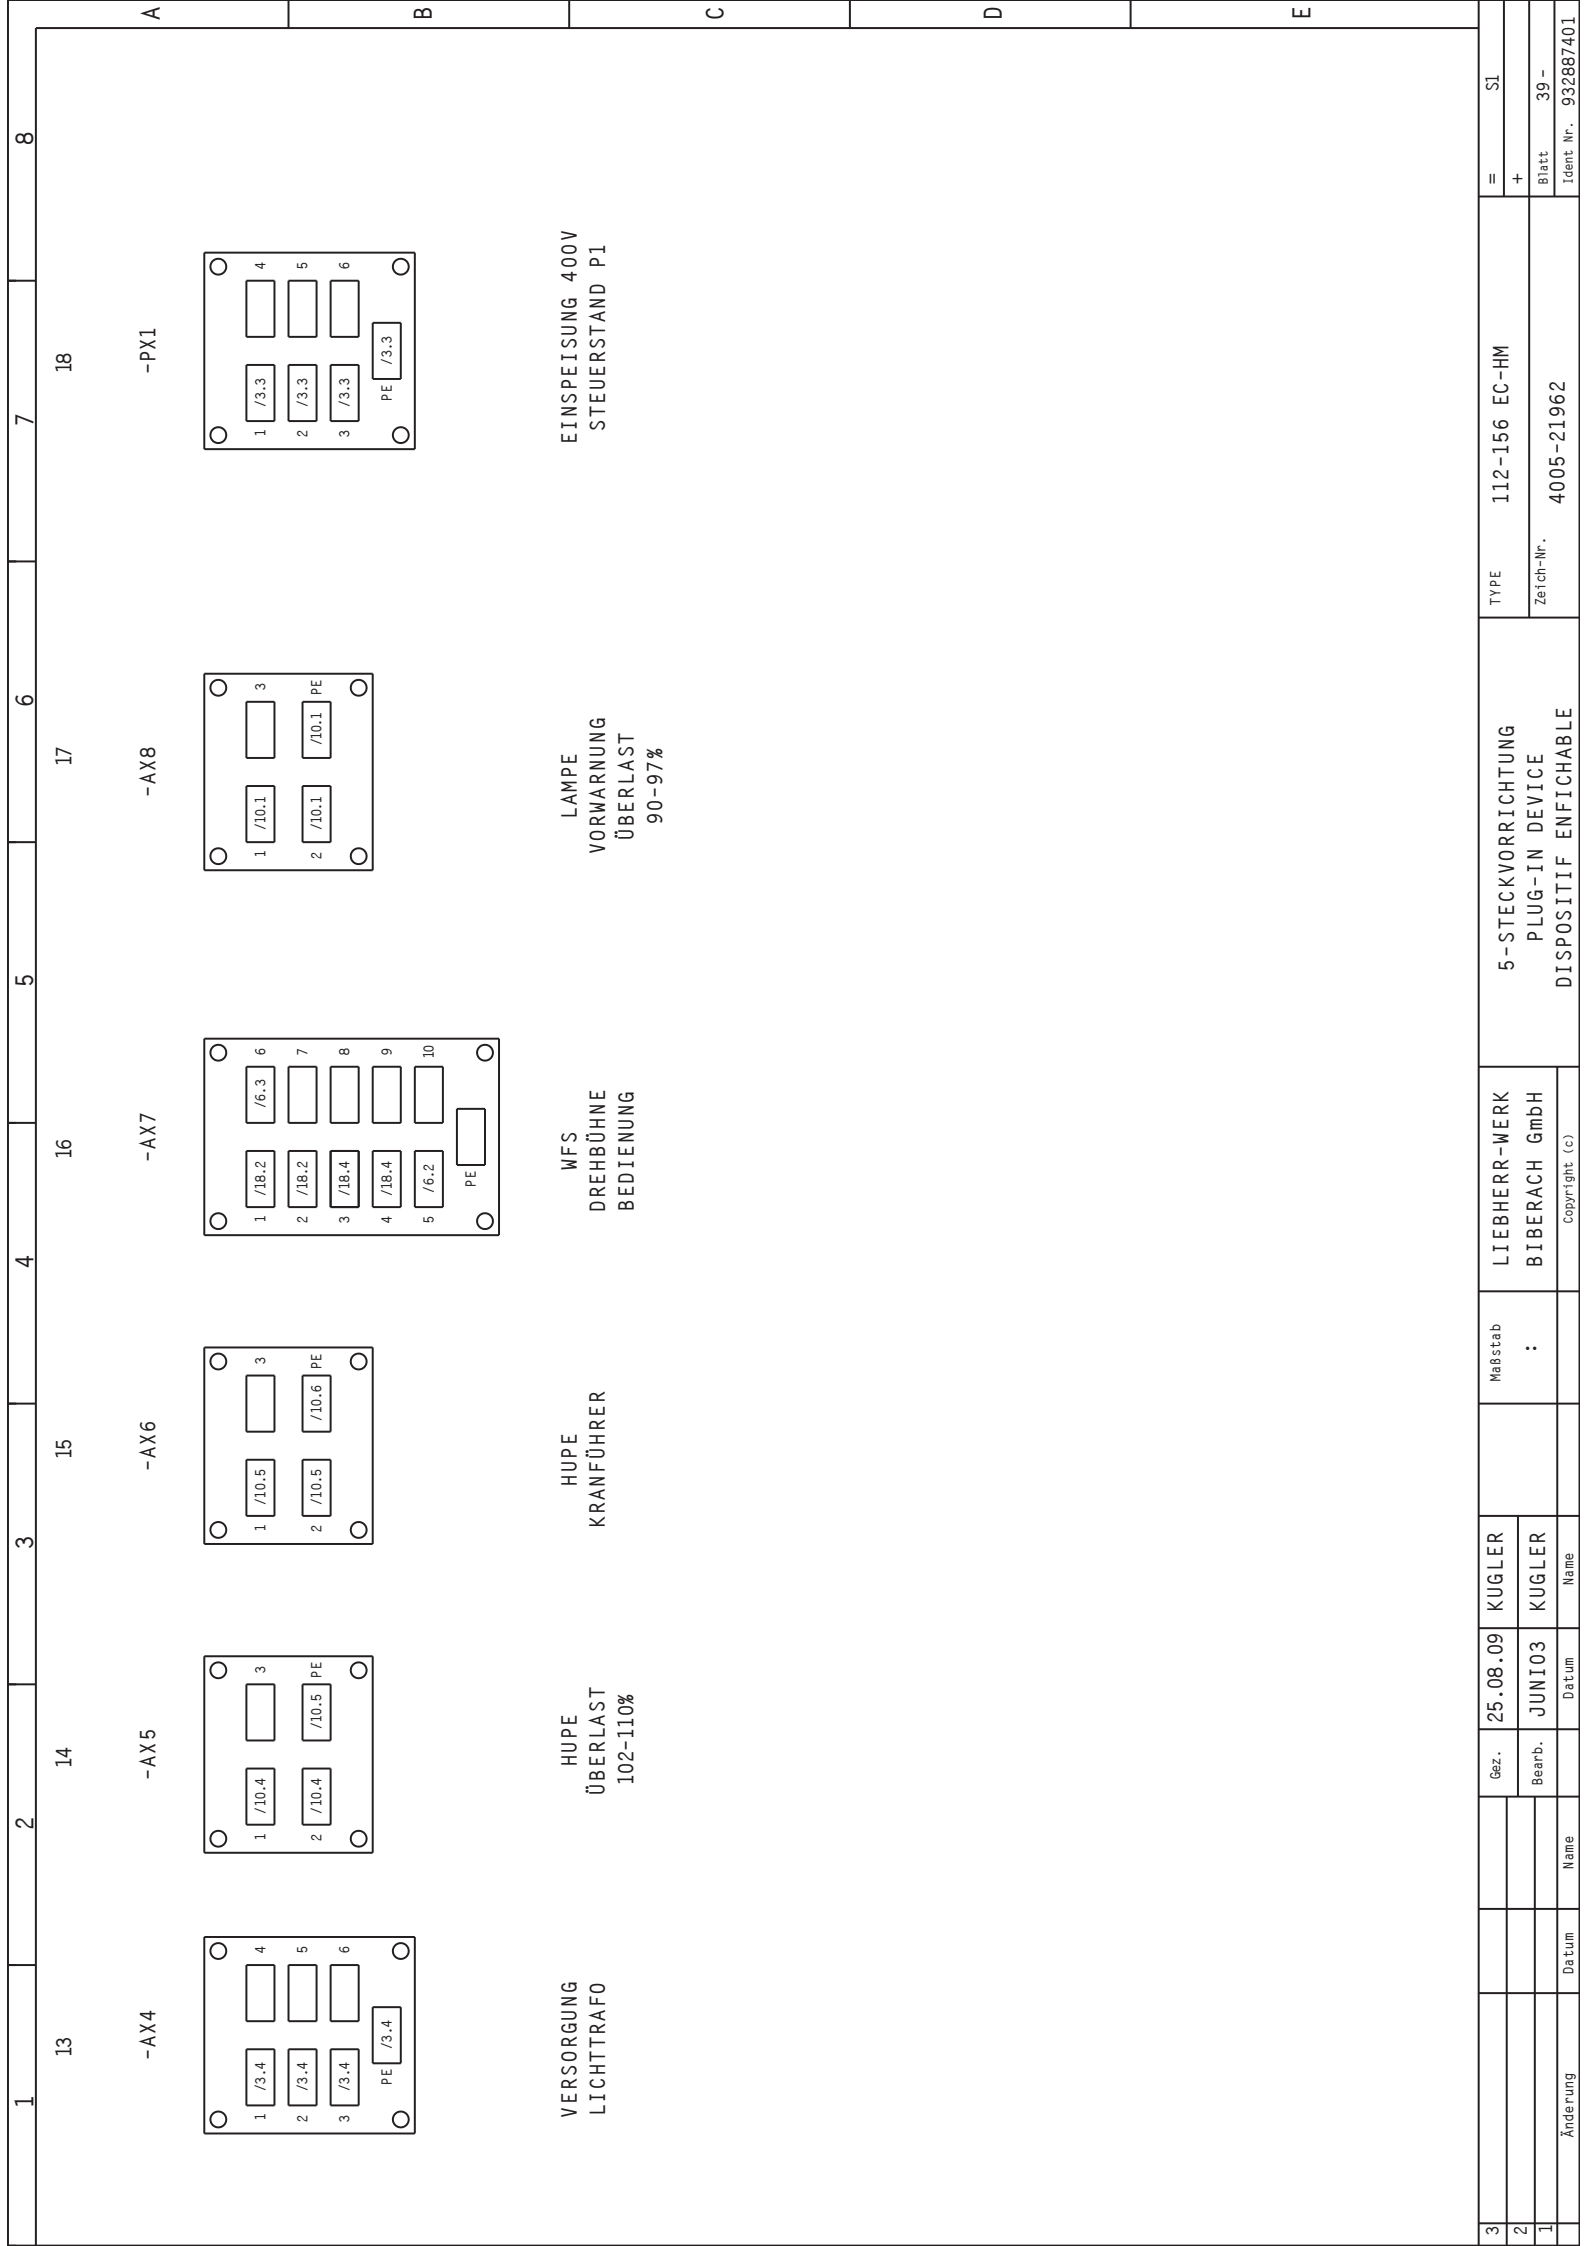 1 2 3 4 5 6 7 8
A
B
C
D
E
13
-AX4
1 /3.4 4
2 /3.4 5
3 /3.4 6
PE /3.4
VERSORGUNG
LICHTTRAFO
14
-AX5
1 /10.4 3
2 /10.4 /10.5 PE
HUPE
ÜBERLAST
102-110%
15
-AX6
1 /10.5 3
2 /10.5 /10.6 PE
HUPE
KRANFÜHRER
16
-AX7
1 /18.2 /6.3 6
2 /18.2 7
3 /18.4 8
4 /18.4 9
5 /6.2 10
PE
WFS
DREHBÜHNE
BEDIENUNG
17
-AX8
1 /10.1 3
2 /10.1 /10.1 PE
LAMPE
VORWARNUNG
ÜBERLAST
90-97%
18
-PX1
1 /3.3 4
2 /3.3 5
3 /3.3 6
PE /3.3
EINSPEISUNG 400V
STEUERSTAND P1
3
2
1
Änderung Datum Name
Gez. 25.08.09 KUGLER
Bearb. JUNI03 KUGLER
Datum Name
Maßstab
:
LIEBHERR-WERK
BIBERACH GmbH
Copyright (c)
5-STECKVORRICHTUNG
PLUG-IN DEVICE
DISPOSITIF ENFICHABLE
TYPE 112-156 EC-HM
Zeich-Nr. 4005-21962
= S1
+
Blatt 39-
Ident Nr. 932887401